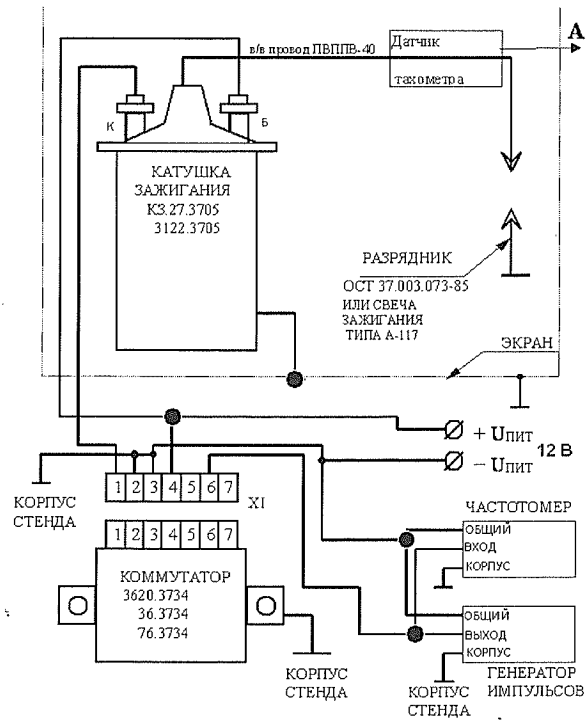 А
в/в провод ПВППВ-40
Датчик
тахометра
К
Б
КАТУШКА
ЗАЖИГАНИЯ
КЗ.27.3705
3122.3705
РАЗРЯДНИК
ОСТ 37.003.073-85
ИЛИ СВЕЧА
ЗАЖИГАНИЯ
ТИПА А-117
ЭКРАН
+ UПИТ
12 В
– UПИТ
1 2 3 4 5 6 7
X1
КОРПУС
СТЕНДА
1 2 3 4 5 6 7
КОММУТАТОР
3620.3734
36.3734
76.3734
КОРПУС
СТЕНДА
ЧАСТОТОМЕР
ОБЩИЙ
ВХОД
КОРПУС
ОБЩИЙ
ВЫХОД
КОРПУС
ГЕНЕРАТОР
ИМПУЛЬСОВ
КОРПУС
СТЕНДА